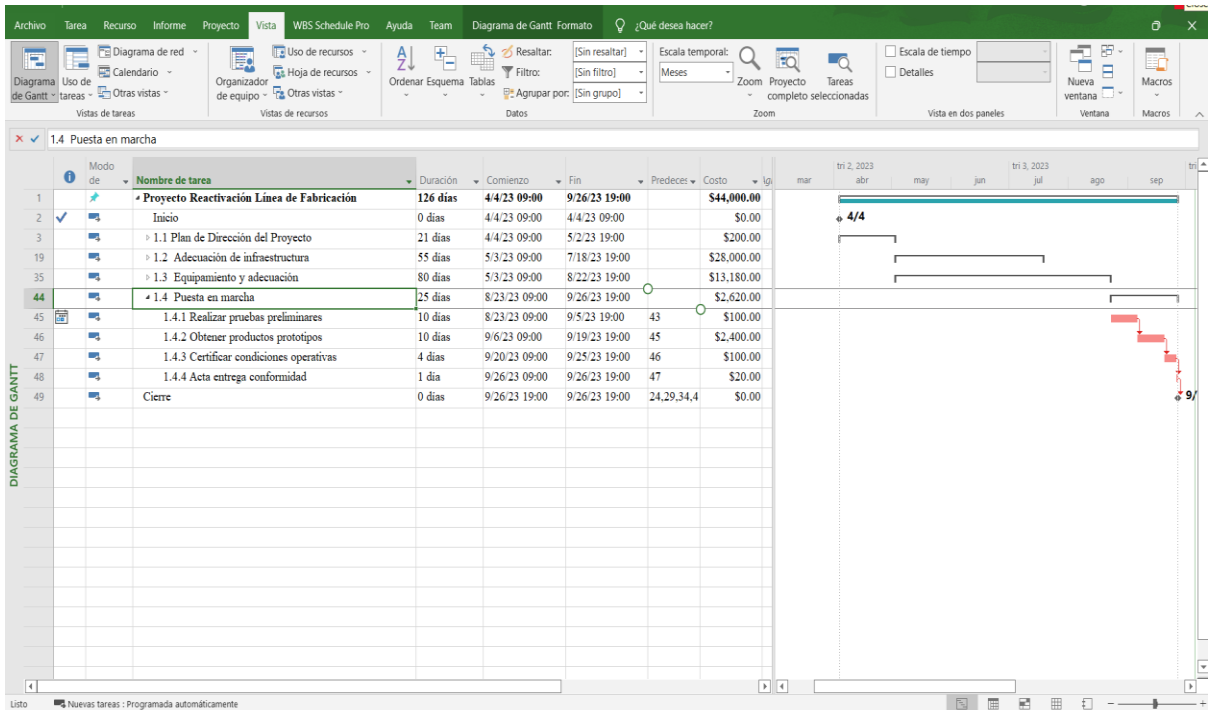 Archivo Tarea Recurso Informe Proyecto Vista WBS Schedule Pro Ayuda Team Diagrama de Gantt Formato ¿Qué desea hacer?
Diagrama de Gantt
Uso de tareas
Diagrama de red
Calendario
Otras vistas
Vistas de tareas
Organizador de equipo
Uso de recursos
Hoja de recursos
Otras vistas
Vistas de recursos
Ordenar
Esquema
Tablas
Resaltar: [Sin resaltar]
Filtro: [Sin filtro]
Agrupar por: [Sin grupo]
Datos
Escala temporal:
Meses
Zoom
Proyecto completo
Tareas seleccionadas
Zoom
Escala de tiempo
Detalles
Vista en dos paneles
Nueva ventana
Ventana
Macros
Macros
1.4 Puesta en marcha
Modo de
Nombre de tarea Duración Comienzo Fin Predeces Costo
tri 2, 2023 tri 3, 2023 tri
mar abr may jun jul ago sep
1 Proyecto Reactivación Línea de Fabricación 126 días 4/4/23 09:00 9/26/23 19:00 $44,000.00
2 Inicio 0 días 4/4/23 09:00 4/4/23 09:00 $0.00 4/4
3 1.1 Plan de Dirección del Proyecto 21 días 4/4/23 09:00 5/2/23 19:00 $200.00
19 1.2 Adecuación de infraestructura 55 días 5/3/23 09:00 7/18/23 19:00 $28,000.00
35 1.3 Equipamiento y adecuación 80 días 5/3/23 09:00 8/22/23 19:00 $13,180.00
44 1.4 Puesta en marcha 25 días 8/23/23 09:00 9/26/23 19:00 $2,620.00
45 1.4.1 Realizar pruebas preliminares 10 días 8/23/23 09:00 9/5/23 19:00 43 $100.00
46 1.4.2 Obtener productos prototipos 10 días 9/6/23 09:00 9/19/23 19:00 45 $2,400.00
47 1.4.3 Certificar condiciones operativas 4 días 9/20/23 09:00 9/25/23 19:00 46 $100.00
48 1.4.4 Acta entrega conformidad 1 día 9/26/23 09:00 9/26/23 19:00 47 $20.00
49 Cierre 0 días 9/26/23 19:00 9/26/23 19:00 24,29,34,4 $0.00 9/
DIAGRAMA DE GANTT
Listo Nuevas tareas : Programada automáticamente